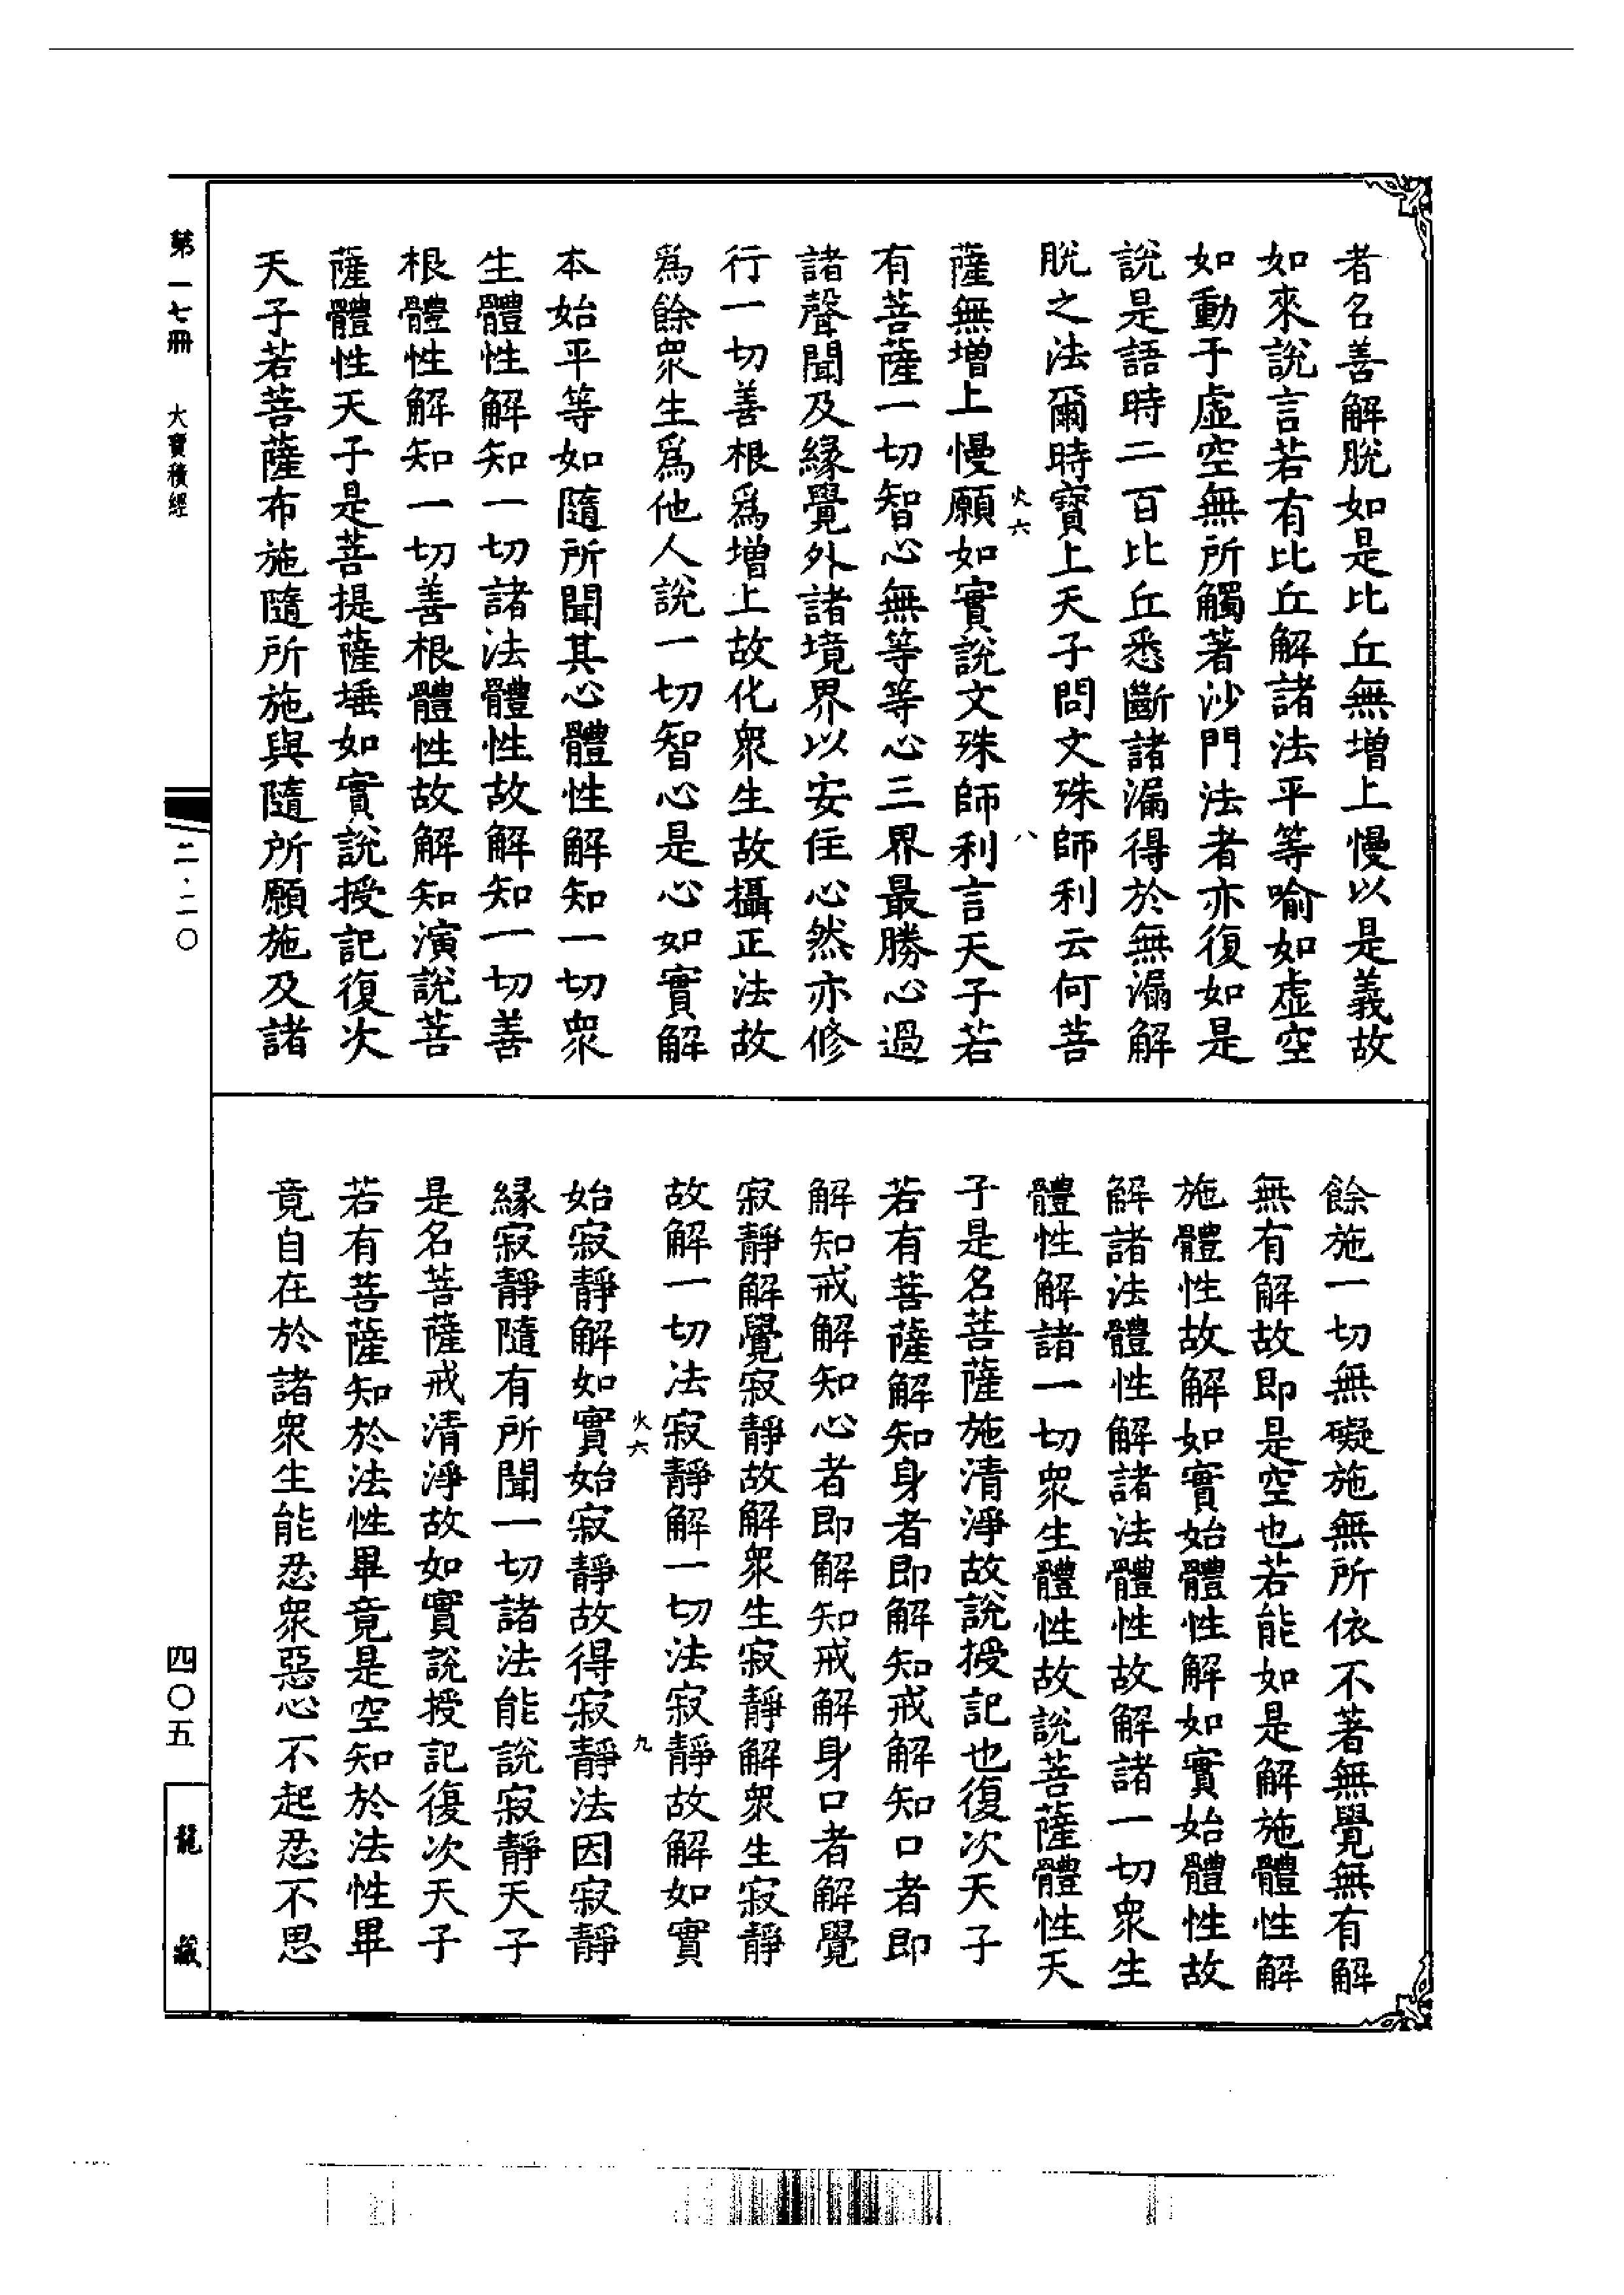 者名善解脫如是比丘無增上慢以是義故
如來說言若有比丘解諸法平等喻如虛空
如動于虛空無所觸著沙門法者亦復如是
說是語時二百比丘悉斷諸漏得於無漏解
脫之法爾時寶上天子問文殊師利云何菩
火六 八
薩無增上慢願如實說文殊師利言天子若
有菩薩一切智心無等等心三界最勝心過
諸聲聞及緣覺外諸境界以安住心然亦修
行一切善根為增上故化眾生故攝正法故
為餘眾生為他人說一切智心是心如實解
本始平等如隨所聞其心體性解知一切眾
生體性解知一切諸法體性故解知一切善
根體性解知一切善根體性故解知演說菩
薩體性天子是菩提薩埵如實說授記復次
天子若菩薩布施隨所施與隨所願施及諸
餘施一切無礙施無所依不著無覺無有解
無有解故即是空也若能如是解施體性解
施體性故解如實始體性解如實始體性故
解諸法體性解諸法體性故解諸一切眾生
體性解諸一切眾生體性故說菩薩體性天
子是名菩薩施清淨故說授記也復次天子
若有菩薩解知身者即解知戒解知口者即
解知戒解知心者即解知戒解身口者解覺
寂靜解覺寂靜故解眾生寂靜解眾生寂靜
故解一切法寂靜解一切法寂靜故解如實
火六 九
始寂靜解如實始寂靜故得寂靜法因寂靜
緣寂靜隨有所聞一切諸法能說寂靜天子
是名菩薩戒清淨故如實說授記復次天子
若有菩薩知於法性畢竟是空知於法性畢
竟自在於諸眾生能忍眾惡心不起忍不思
第一七冊 大寶積經
二·二〇
四〇五
龍藏